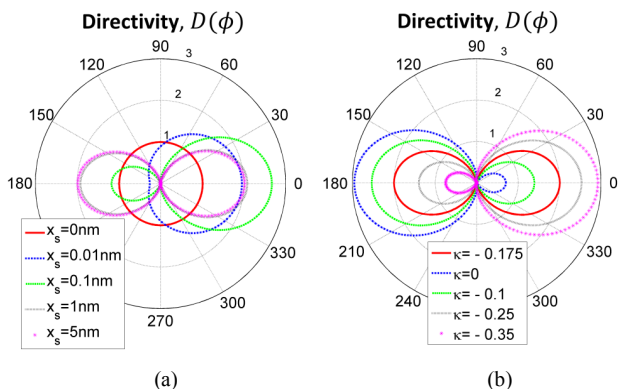 Directivity, D(ϕ)
90
3
120
60
2
150
30
1
180
0
330
300
270
x_s=0nm
x_s=0.01nm
x_s=0.1nm
x_s=1nm
x_s=5nm
(a)
Directivity, D(ϕ)
90
3
120
60
2
150
30
1
180
0
210
330
240
300
κ= - 0.175
κ=0
κ= - 0.1
κ= - 0.25
κ= - 0.35
(b)